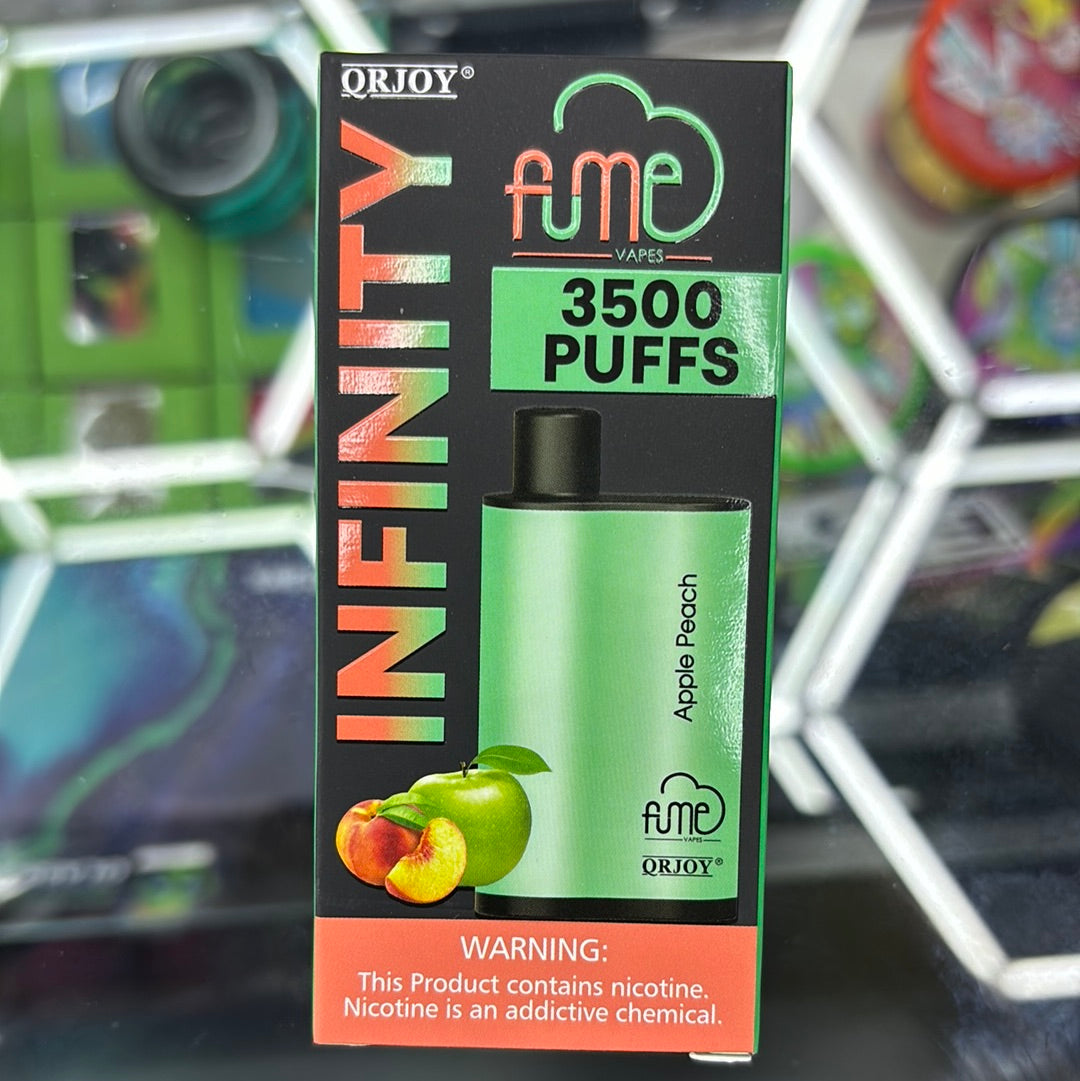 QRJOY®
INFINITY
fume
VAPES
3500
PUFFS
Apple Peach
fume
VAPES
QRJOY®
WARNING:
This Product contains nicotine.
Nicotine is an addictive chemical.